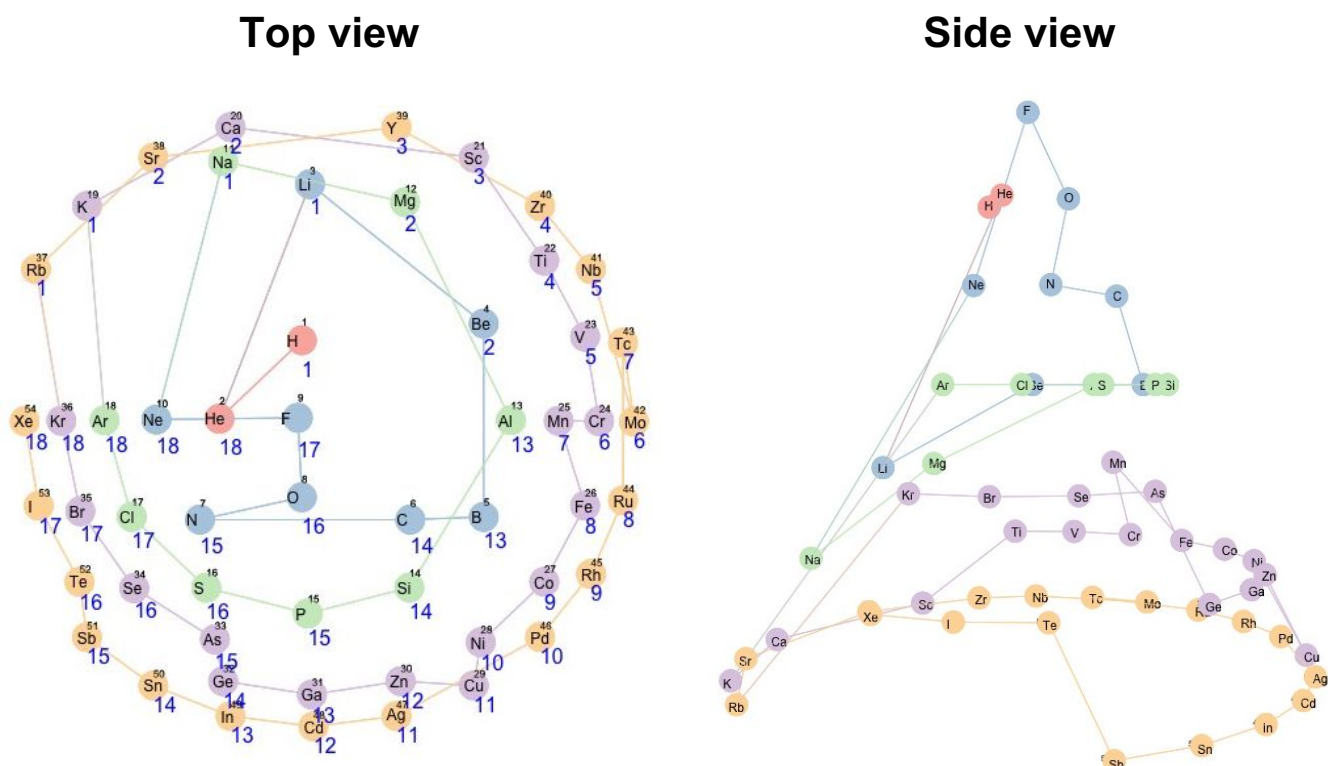 Top view
Side view
1 H 1
2 He 18
3 Li 1
4 Be 2
5 B 13
6 C 14
7 N 15
8 O 16
9 F 17
10 Ne 18
11 Na 1
12 Mg 2
13 Al 13
14 Si 14
15 P 15
16 S 16
17 Cl 17
18 Ar 18
19 K 1
20 Ca 2
21 Sc 3
22 Ti 4
23 V 5
24 Cr 6
25 Mn 7
26 Fe 8
27 Co 9
28 Ni 10
29 Cu 11
30 Zn 12
31 Ga 13
32 Ge 14
33 As 15
34 Se 16
35 Br 17
36 Kr 18
37 Rb 1
38 Sr 2
39 Y 3
40 Zr 4
41 Nb 5
42 Mo 6
43 Tc 7
44 Ru 8
45 Rh 9
46 Pd 10
47 Ag 11
Cd 12
In 13
50 Sn 14
51 Sb 15
52 Te 16
53 I 17
54 Xe 18
F
He
H
O
Ne
N
C
Ar
Cl
S
P
Si
Li
Mg
Mn
Kr
Br
Se
As
Ti
V
Cr
Fe
Co
Ni
Na
Zn
Ga
Ge
Sc
Zr
Nb
Tc
Mo
Xe
I
Te
Rh
Pd
Ca
Sr
Cu
K
Ag
Rb
Cd
in
Sn
Sb